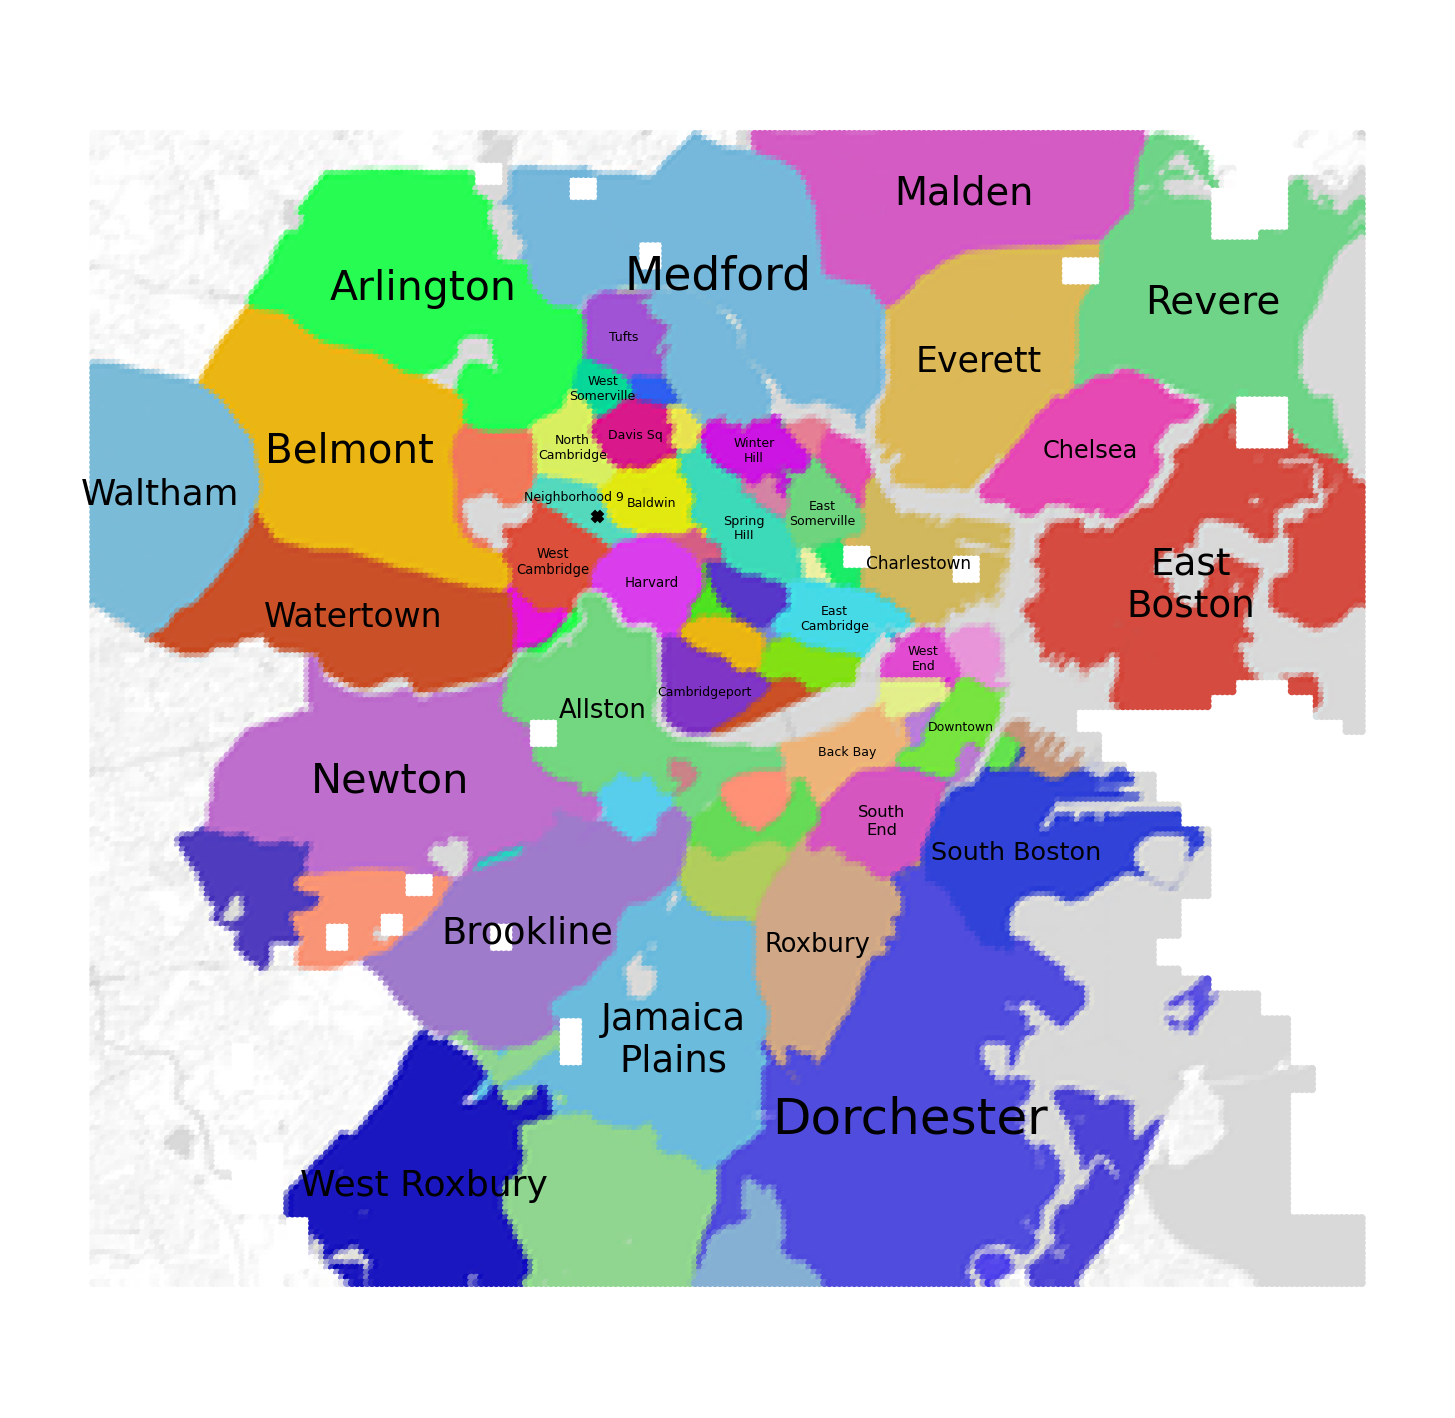 Malden
Medford
Arlington
Revere
Tufts
Everett
West
Somerville
Davis Sq
North
Cambridge
Winter
Hill
Chelsea
Belmont
Waltham
Neighborhood 9
Baldwin
East
Somerville
Spring
Hill
West
Cambridge
Charlestown
East
Boston
Harvard
Watertown
East
Cambridge
West
End
Cambridgeport
Allston
Downtown
Back Bay
Newton
South
End
South Boston
Brookline
Roxbury
Jamaica
Plains
Dorchester
West Roxbury